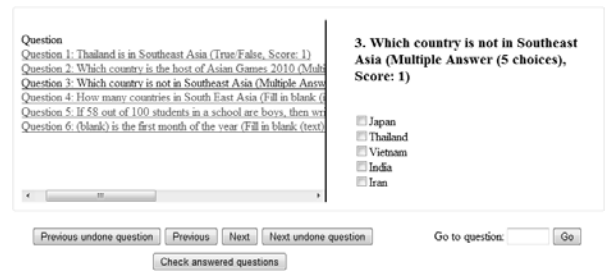 Question
Question 1: Thailand is in Southeast Asia (True/False, Score: 1)
Question 2: Which country is the host of Asian Games 2010 (Multi
Question 3: Which country is not in Southeast Asia (Multiple Answ
Question 4: How many countries in South East Asia (Fill in blank (
Question 5: If 58 out of 100 students in a school are boys, then wri
Question 6: (blank) is the first month of the year (Fill in blank (text)
3. Which country is not in Southeast
Asia (Multiple Answer (5 choices),
Score: 1)
Japan
Thailand
Vietnam
India
Iran
Previous undone question Previous Next Next undone question Go to question: Go
Check answered questions